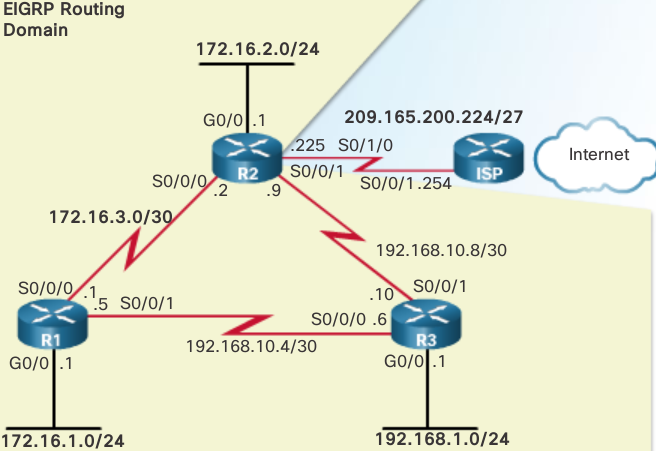 EIGRP Routing
Domain
172.16.2.0/24
G0/0 .1
209.165.200.224/27
.225 S0/1/0
R2
S0/0/1
ISP
Internet
S0/0/0 .2
.9
S0/0/1 .254
172.16.3.0/30
192.168.10.8/30
S0/0/0 .1
.10 S0/0/1
.5 S0/0/1
S0/0/0 .6
R1
R3
192.168.10.4/30
G0/0 .1
G0/0 .1
172.16.1.0/24
192.168.1.0/24